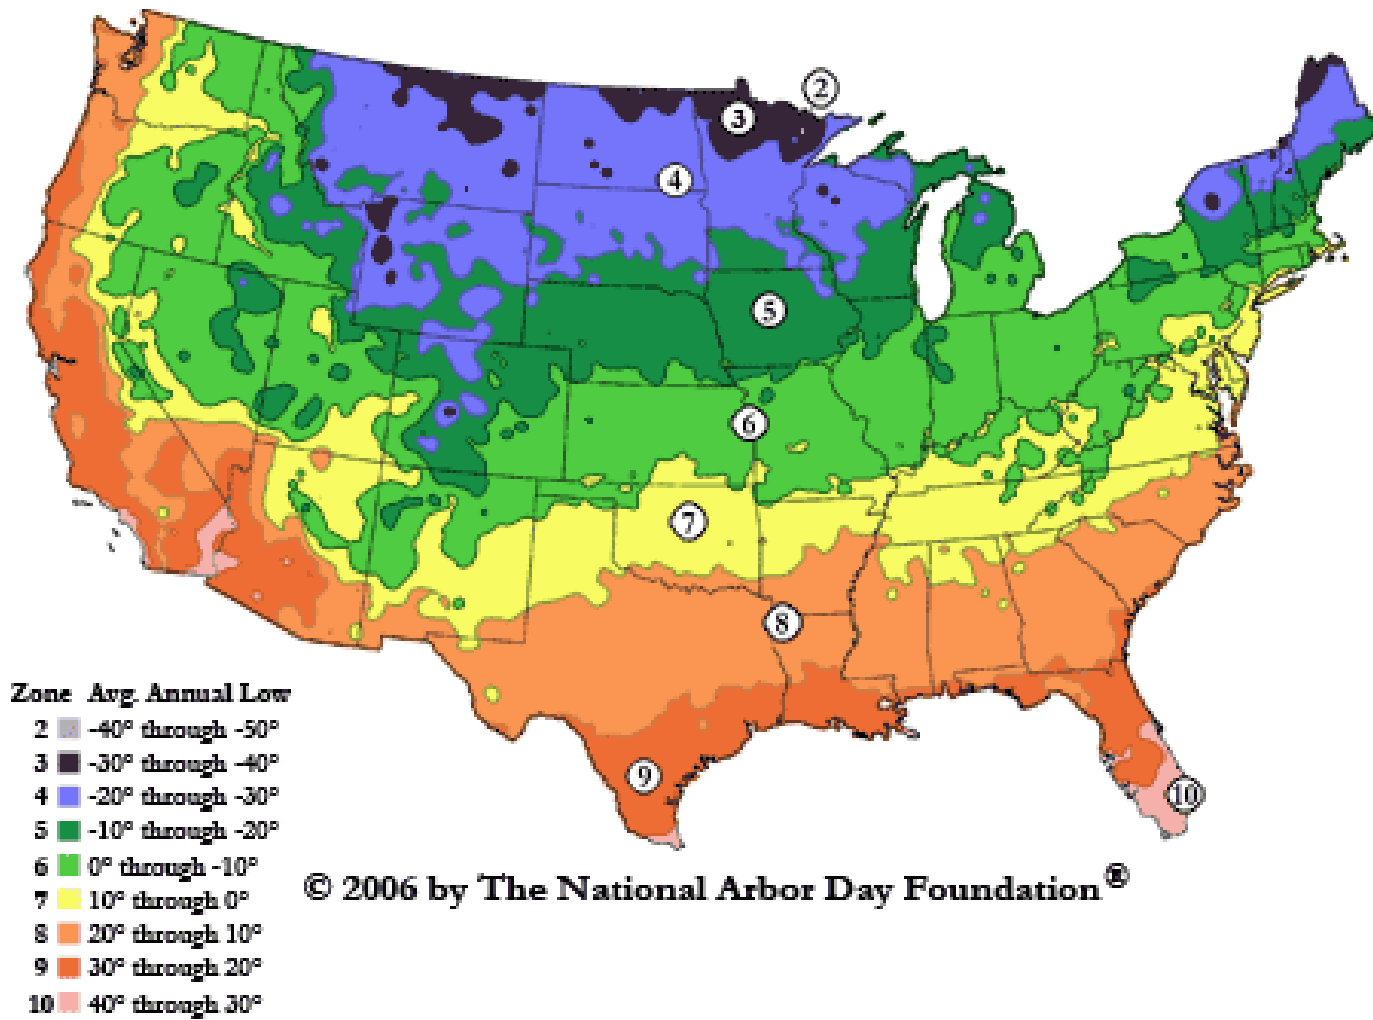 2
3
4
5
6
7
8
9
10
Zone Avg. Annual Low
2 -40° through -50°
3 -30° through -40°
4 -20° through -30°
5 -10° through -20°
6 0° through -10°
7 10° through 0°
8 20° through 10°
9 30° through 20°
10 40° through 30°
© 2006 by The National Arbor Day Foundation®